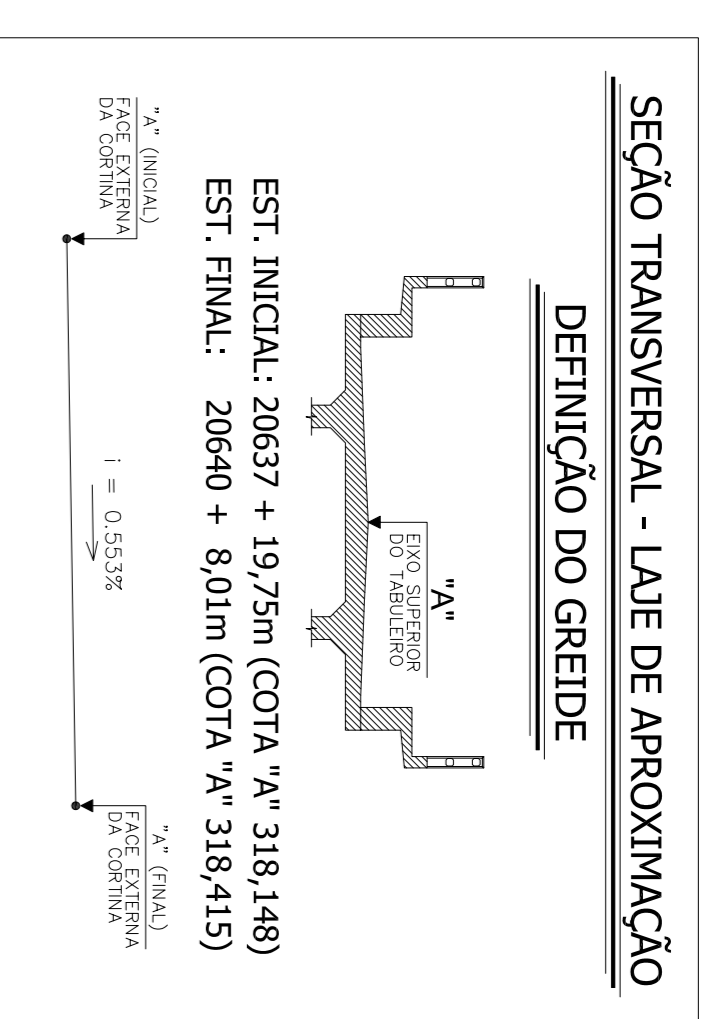 SEÇÃO TRANSVERSAL - LAJE DE APROXIMAÇÃO
DEFINIÇÃO DO GREIDE
"A"
EIXO SUPERIOR
DO TABULEIRO
EST. INICIAL: 20637 + 19,75m (COTA "A" 318,148)
EST. FINAL: 20640 + 8,01m (COTA "A" 318,415)
"A" (INICIAL)
FACE EXTERNA
DA CORTINA
i = 0.553%
"A" (FINAL)
FACE EXTERNA
DA CORTINA